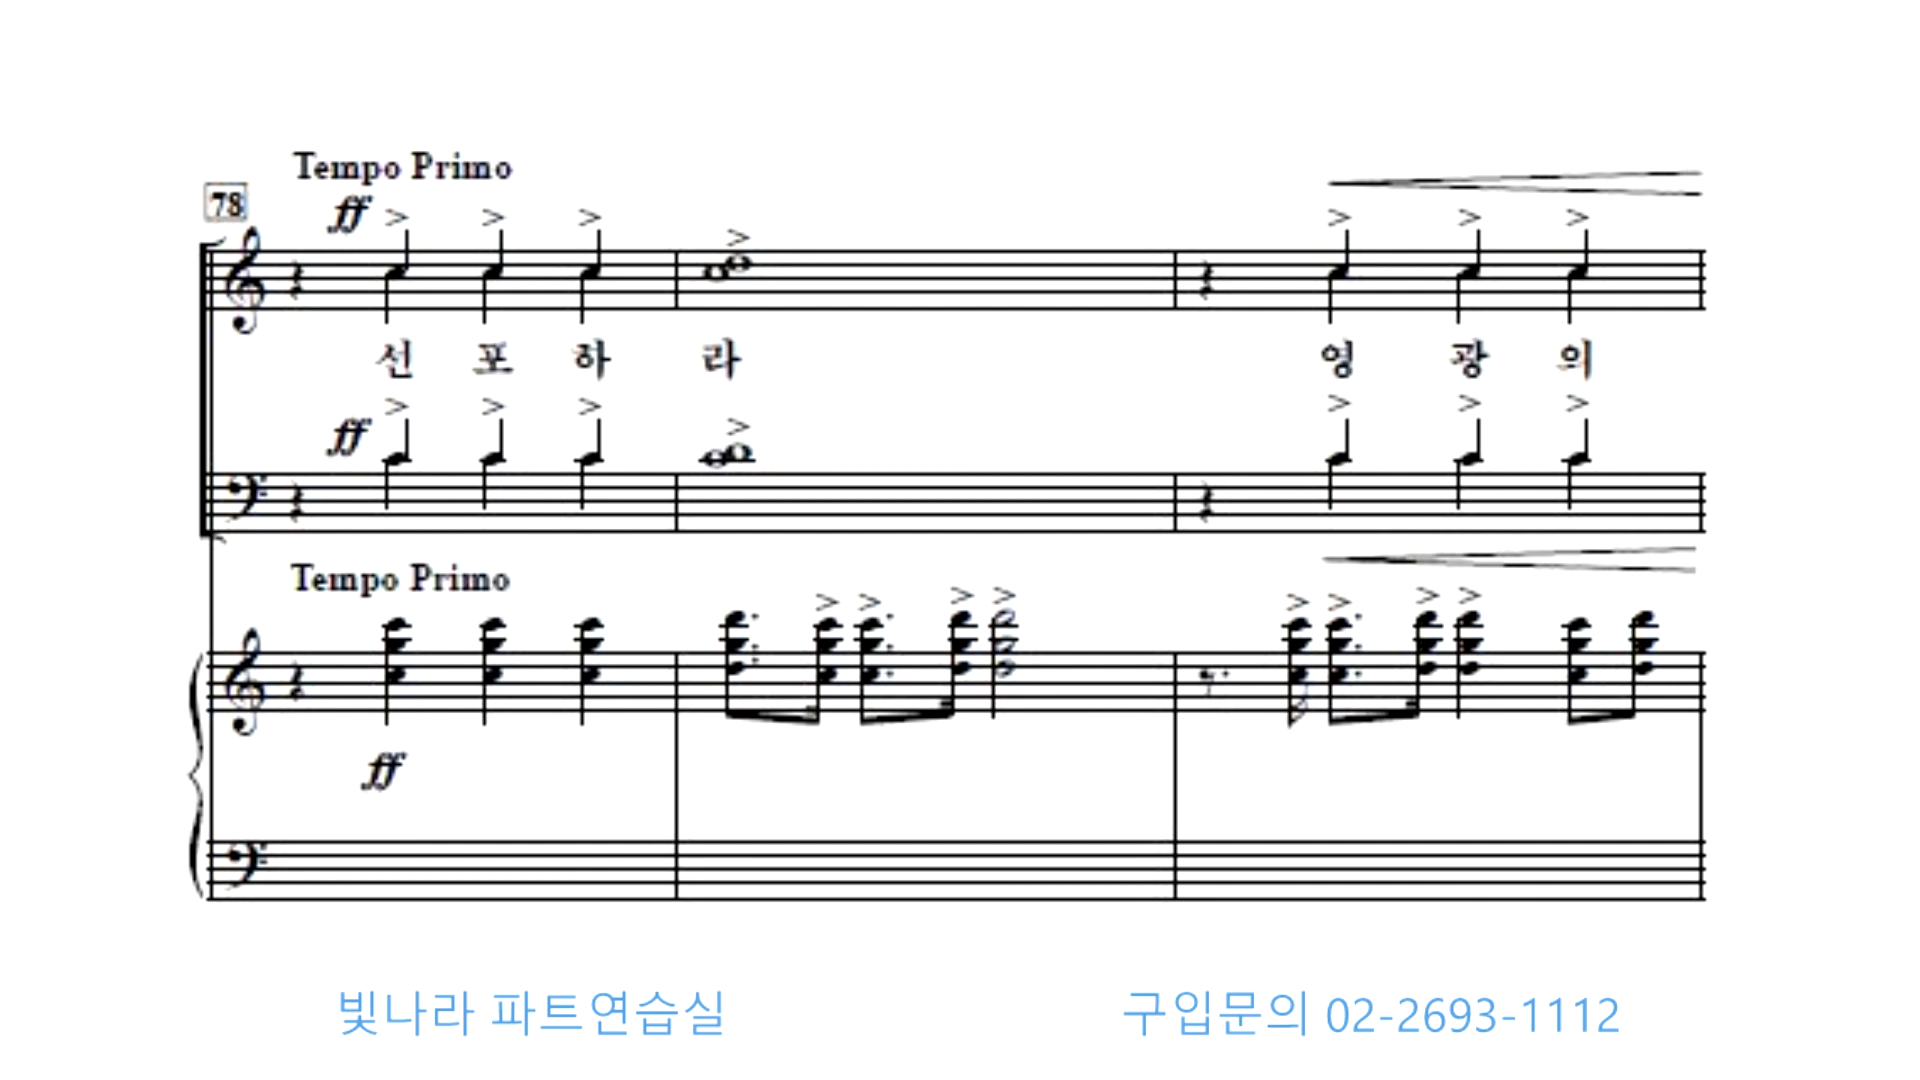 Tempo Primo
78
ff
선 포 하 라 영 광 의
ff
Tempo Primo
ff
빛나라 파트연습실 구입문의 02-2693-1112